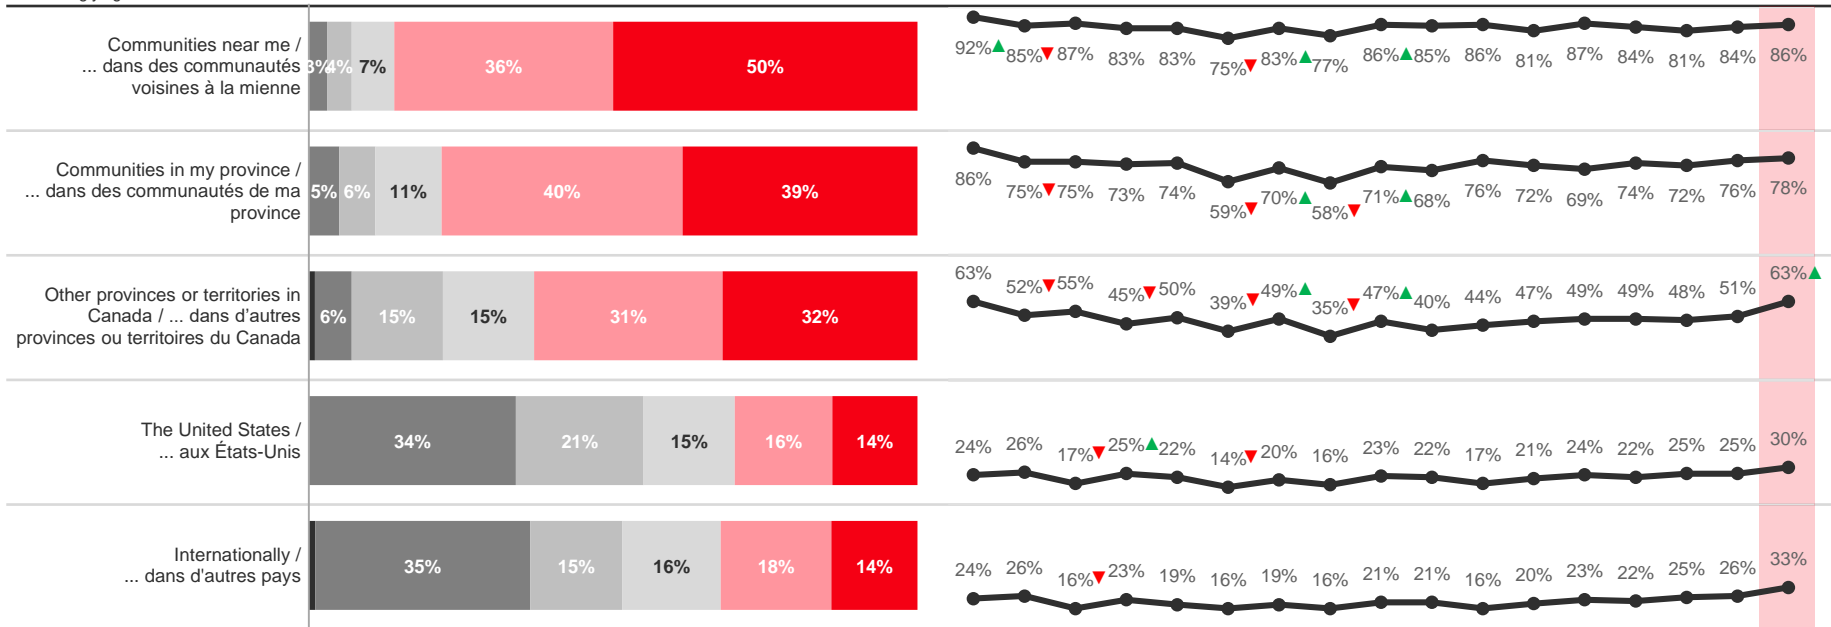 Communities near me /
... dans des communautés
voisines à la mienne
3% 4% 7% 36% 50%
92% 85% 87% 83% 83% 75% 83% 77% 86% 85% 86% 81% 87% 84% 81% 84% 86%
Communities in my province /
... dans des communautés de ma
province
5% 6% 11% 40% 39%
86% 75% 75% 73% 74% 59% 70% 58% 71% 68% 76% 72% 69% 74% 72% 76% 78%
Other provinces or territories in
Canada / ... dans d'autres
provinces ou territoires du Canada
6% 15% 15% 31% 32%
63% 52% 55% 45% 50% 39% 49% 35% 47% 40% 44% 47% 49% 49% 48% 51% 63%
The United States /
... aux États-Unis
34% 21% 15% 16% 14%
24% 26% 17% 25% 22% 14% 20% 16% 23% 22% 17% 21% 24% 22% 25% 25% 30%
Internationally /
... dans d'autres pays
35% 15% 16% 18% 14%
24% 26% 16% 23% 19% 16% 19% 16% 21% 21% 16% 20% 23% 22% 25% 26% 33%